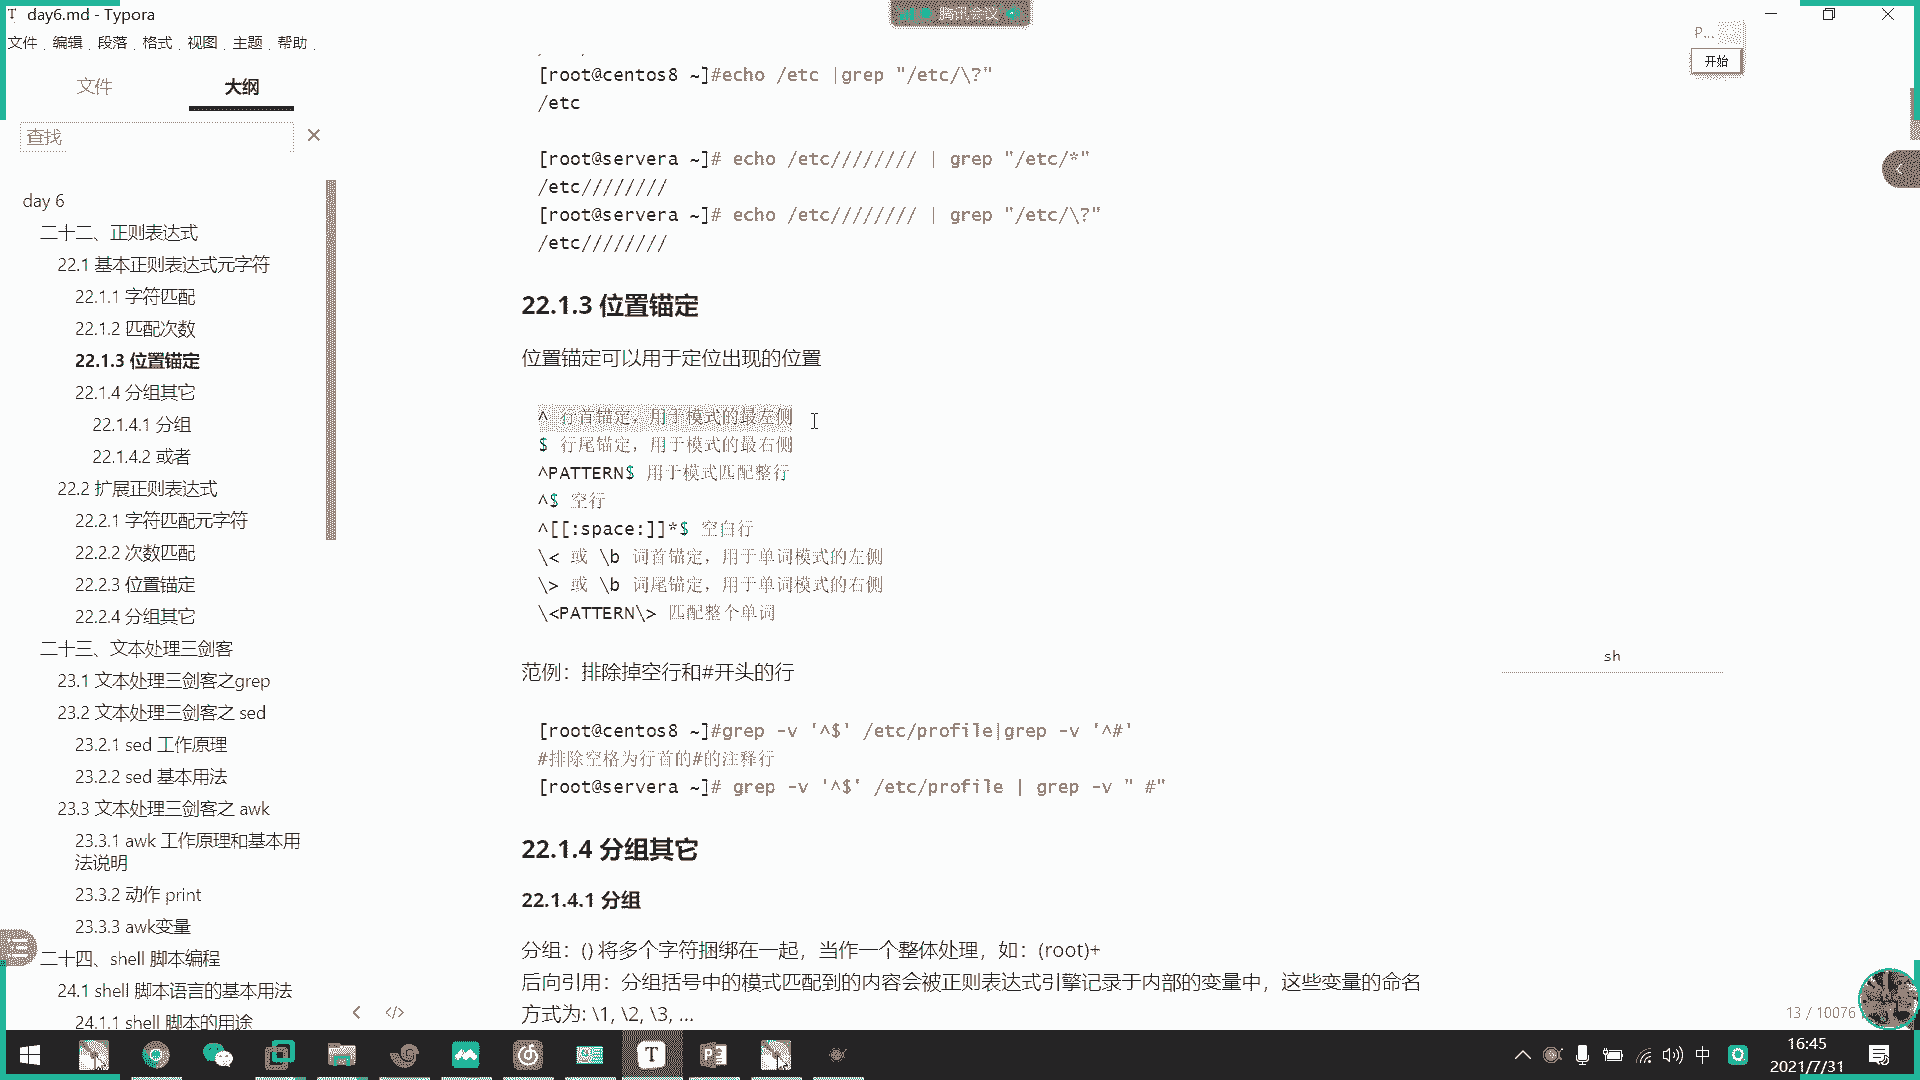 day6.md - Typora
腾讯会议
文件 编辑 段落 格式 视图 主题 帮助
P...
开始
文件
大纲
查找
day 6
二十二、正则表达式
22.1 基本正则表达式元字符
22.1.1 字符匹配
22.1.2 匹配次数
22.1.3 位置锚定
22.1.4 分组其它
22.1.4.1 分组
22.1.4.2 或者
22.2 扩展正则表达式
22.2.1 字符匹配元字符
22.2.2 次数匹配
22.2.3 位置锚定
22.2.4 分组其它
二十三、文本处理三剑客
23.1 文本处理三剑客之grep
23.2 文本处理三剑客之 sed
23.2.1 sed 工作原理
23.2.2 sed 基本用法
23.3 文本处理三剑客之 awk
23.3.1 awk 工作原理和基本用
法说明
23.3.2 动作 print
23.3.3 awk变量
二十四、shell 脚本编程
24.1 shell 脚本语言的基本用法
24.1.1 shell 脚本的用途
[root@centos8 ~]#echo /etc |grep "/etc/\?"
/etc
[root@servera ~]# echo /etc//////// | grep "/etc/*"
/etc////////
[root@servera ~]# echo /etc//////// | grep "/etc/\?"
/etc////////
22.1.3 位置锚定
位置锚定可以用于定位出现的位置
^ 行首锚定，用于模式的最左侧
$ 行尾锚定，用于模式的最右侧
^PATTERN$ 用于模式匹配整行
^$ 空行
^[[:space:]]*$ 空白行
\< 或 \b 词首锚定，用于单词模式的左侧
\> 或 \b 词尾锚定，用于单词模式的右侧
\<PATTERN\> 匹配整个单词
sh
范例：排除掉空行和#开头的行
[root@centos8 ~]#grep -v '^$' /etc/profile|grep -v '^#'
#排除空格为行首的#的注释行
[root@servera ~]# grep -v '^$' /etc/profile | grep -v " #"
22.1.4 分组其它
22.1.4.1 分组
分组：() 将多个字符捆绑在一起，当作一个整体处理，如：(root)+
后向引用：分组括号中的模式匹配到的内容会被正则表达式引擎记录于内部的变量中，这些变量的命名
方式为: \1, \2, \3, ...
13 / 10076
中
16:45
2021/7/31